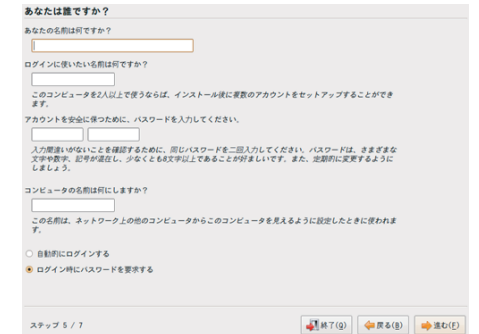 あなたは誰ですか？
あなたの名前は何ですか？
ログインに使いたい名前は何ですか？
このコンピュータを2人以上で使うならば、インストール後に複数のアカウントをセットアップすることができ
ます。
アカウントを安全に保つために、パスワードを入力してください。
入力間違いがないことを確認するために、同じパスワードを二回入力してください。パスワードは、さまざまな
文字や数字、記号が混在し、少なくとも8文字以上であることが好ましいです。また、定期的に変更するように
しましょう。
コンピュータの名前は何にしますか？
この名前は、ネットワーク上の他のコンピュータからこのコンピュータを見えるように設定したときに使われま
す。
自動的にログインする
ログイン時にパスワードを要求する
ステップ 5 / 7
終了(Q)
戻る(B)
進む(F)